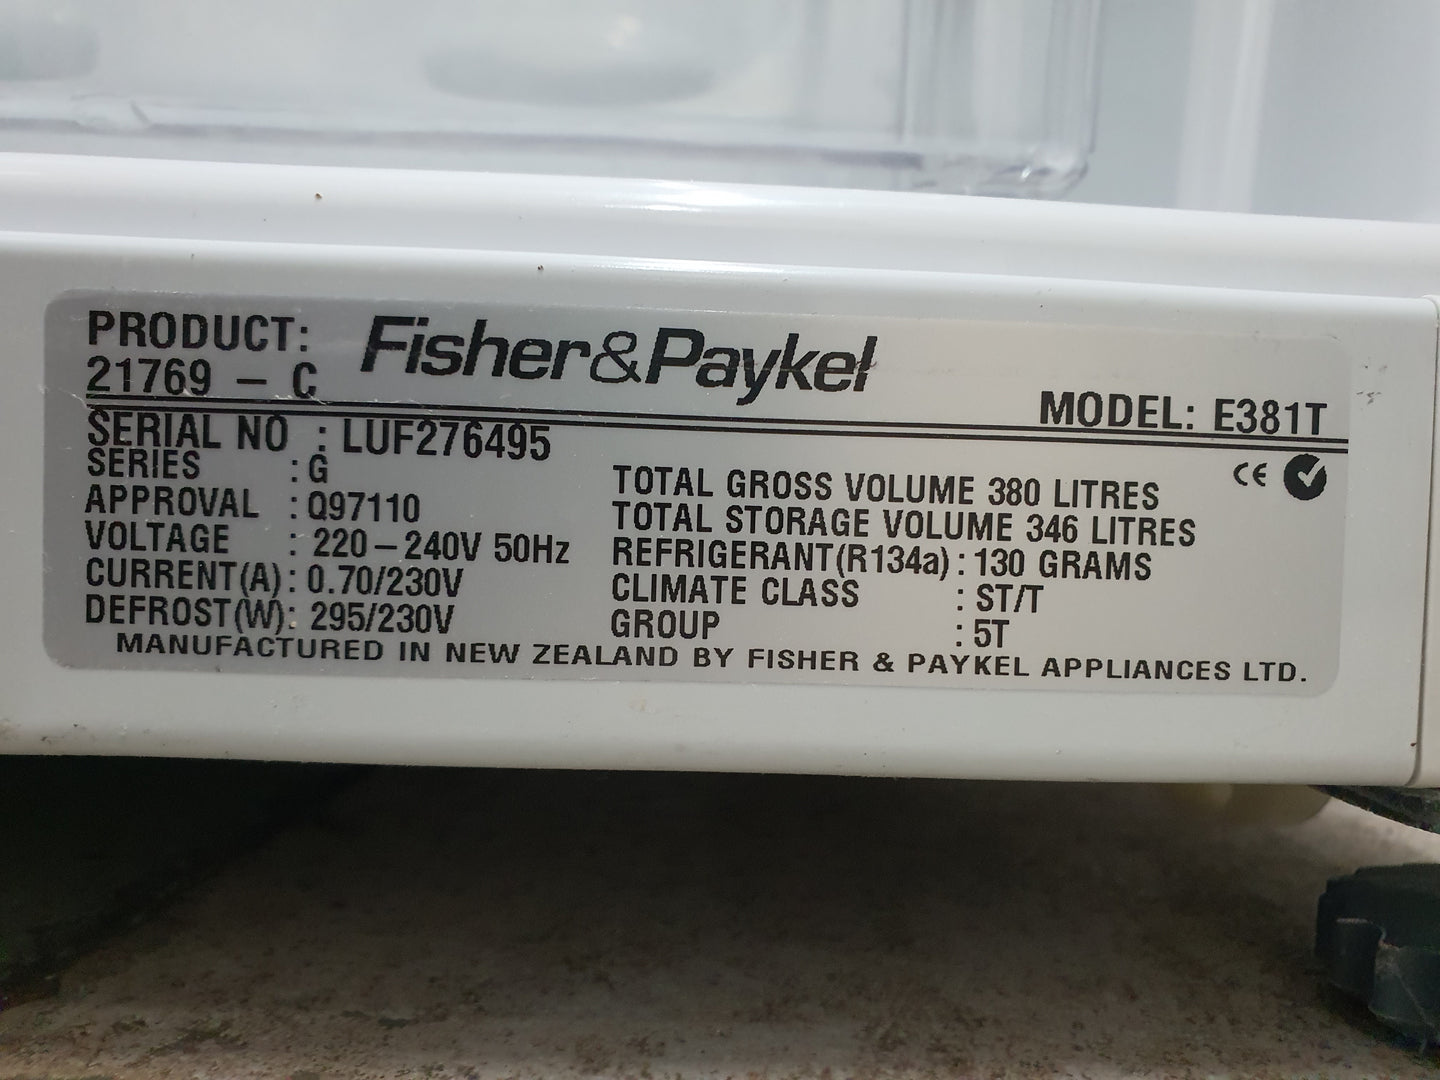 PRODUCT: Fisher&Paykel
21769 - C
MODEL: E381T
SERIAL NO : LUF276495
SERIES : G
APPROVAL : Q97110
VOLTAGE : 220-240V 50Hz
CURRENT(A): 0.70/230V
DEFROST(W): 295/230V
CE
TOTAL GROSS VOLUME 380 LITRES
TOTAL STORAGE VOLUME 346 LITRES
REFRIGERANT(R134a) : 130 GRAMS
CLIMATE CLASS : ST/T
GROUP : 5T
MANUFACTURED IN NEW ZEALAND BY FISHER & PAYKEL APPLIANCES LTD.